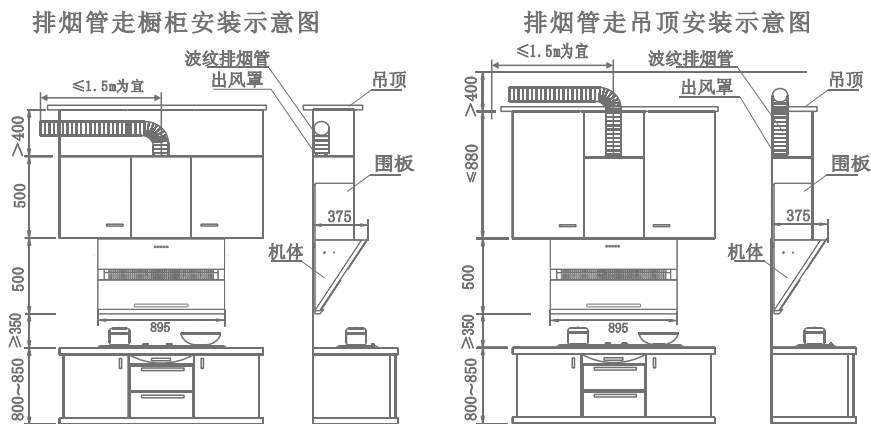 排烟管走橱柜安装示意图
≤1.5m为宜
波纹排烟管
出风罩
吊顶
>400
500
围板
375
机体
500
895
≥350
800~850
排烟管走吊顶安装示意图
≤1.5m为宜
波纹排烟管
出风罩
吊顶
>400
≤880
围板
375
机体
500
895
≥350
800~850